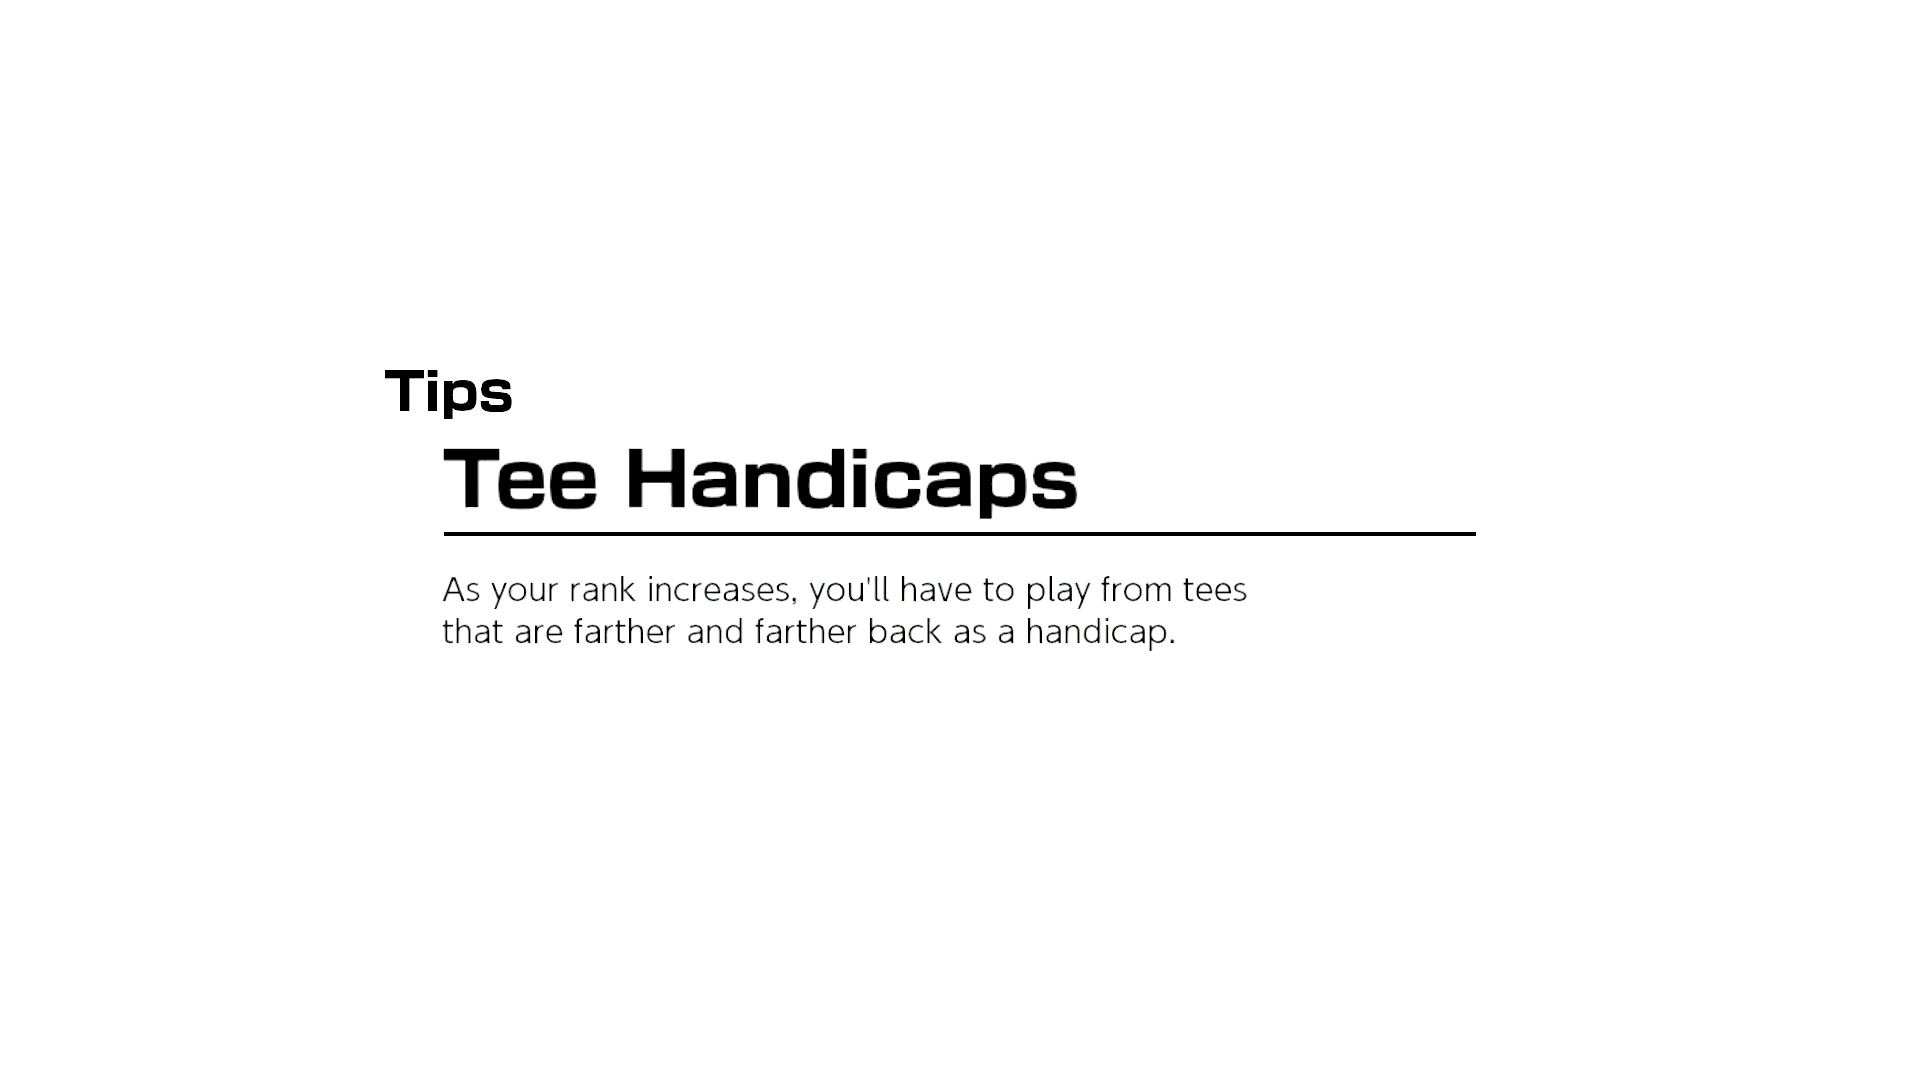 Tips
Tee Handicaps
As your rank increases, you'll have to play from tees
that are farther and farther back as a handicap.